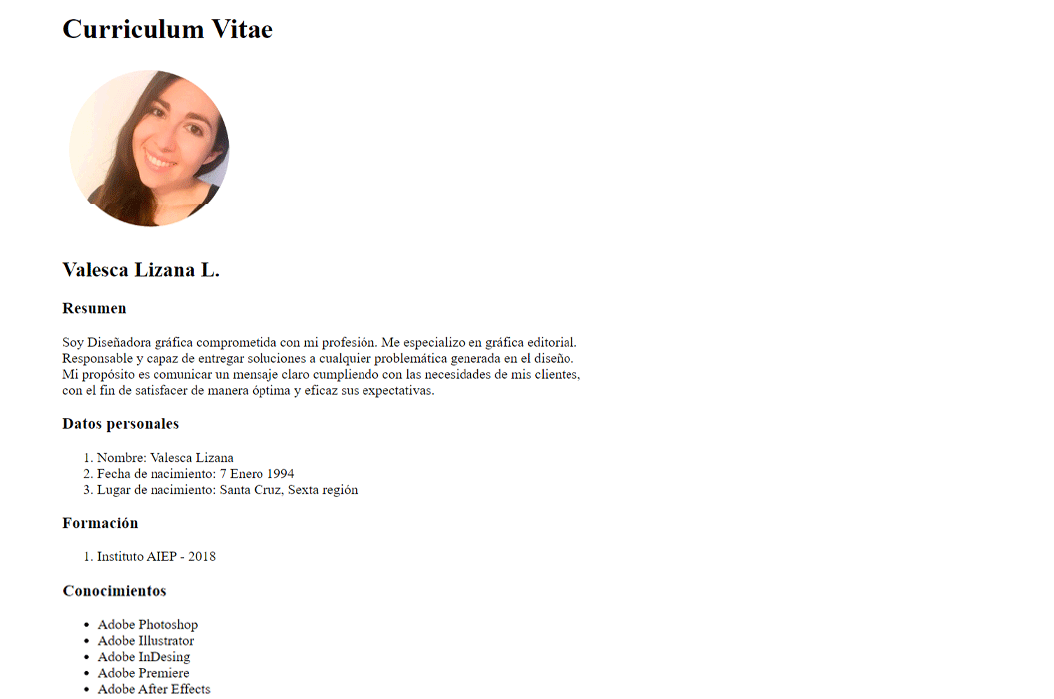 Curriculum Vitae
Valesca Lizana L.
Resumen
Soy Diseñadora gráfica comprometida con mi profesión. Me especializo en gráfica editorial.
Responsable y capaz de entregar soluciones a cualquier problemática generada en el diseño.
Mi propósito es comunicar un mensaje claro cumpliendo con las necesidades de mis clientes,
con el fin de satisfacer de manera óptima y eficaz sus expectativas.
Datos personales
1. Nombre: Valesca Lizana
2. Fecha de nacimiento: 7 Enero 1994
3. Lugar de nacimiento: Santa Cruz, Sexta región
Formación
1. Instituto AIEP - 2018
Conocimientos
• Adobe Photoshop
• Adobe Illustrator
• Adobe InDesing
• Adobe Premiere
• Adobe After Effects